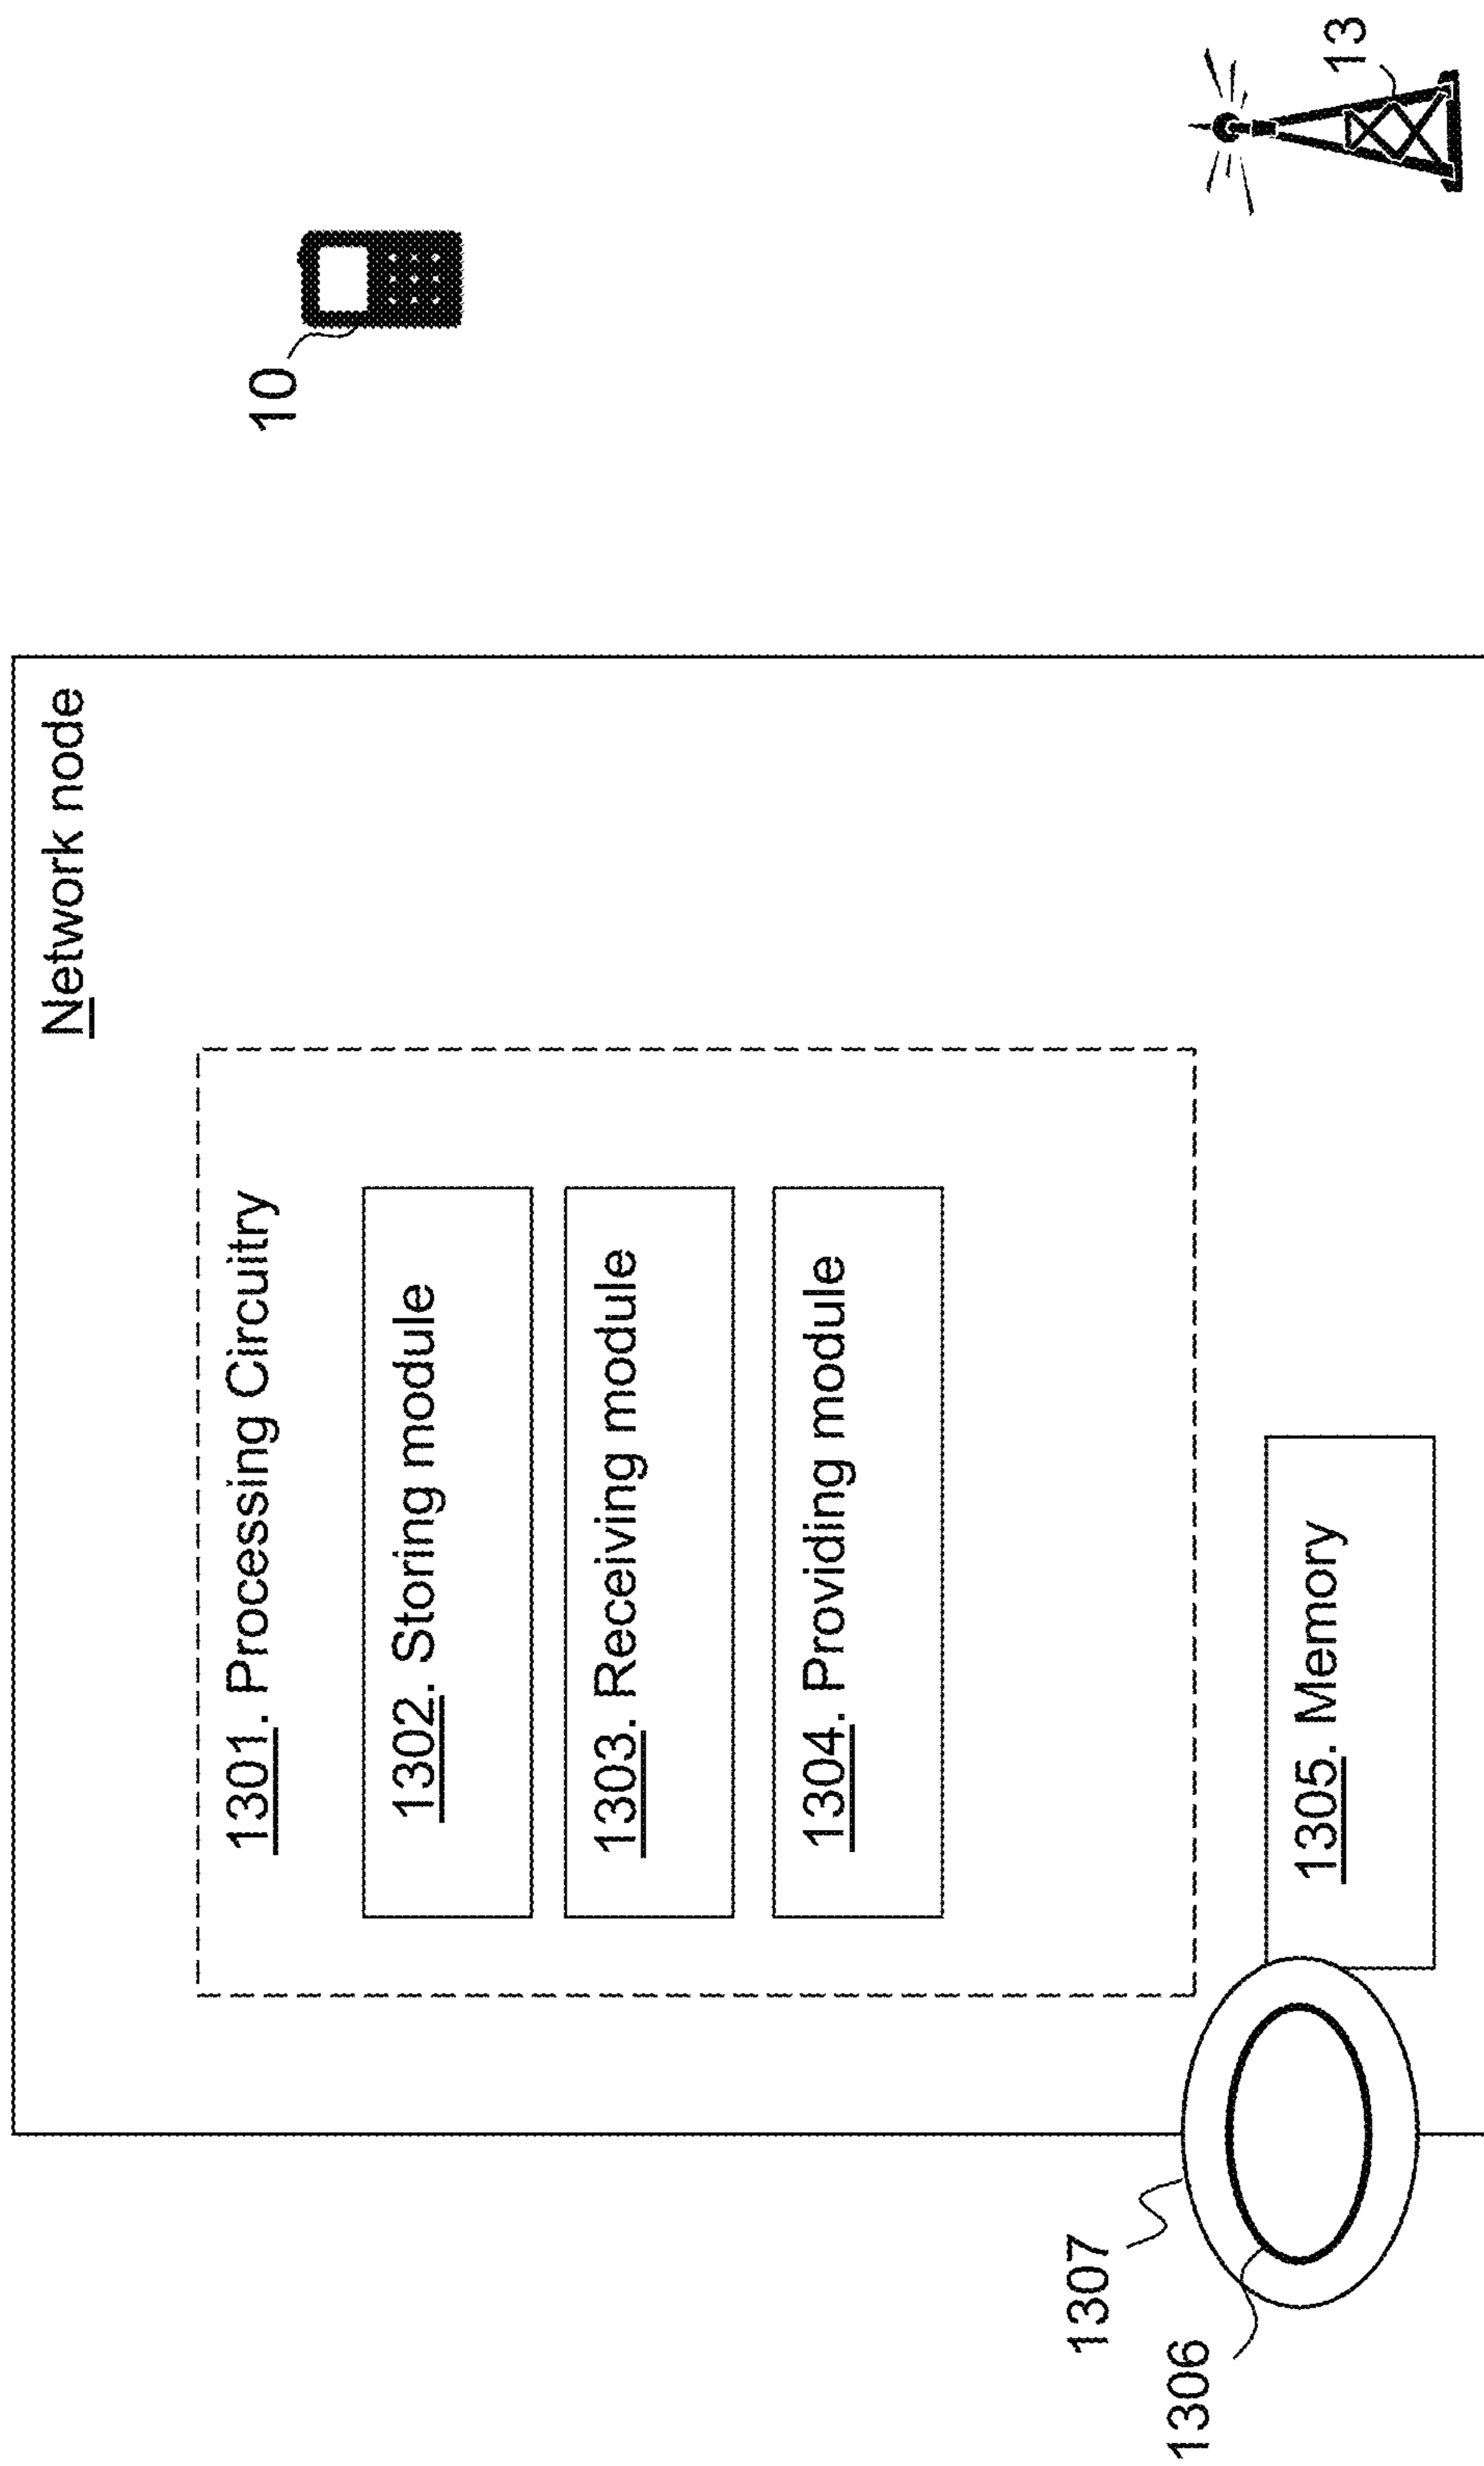 Network node
1301. Processing Circuitry
1302. Storing module
1303. Receiving module
1304. Providing module
1305. Memory
1307
1306
10
13